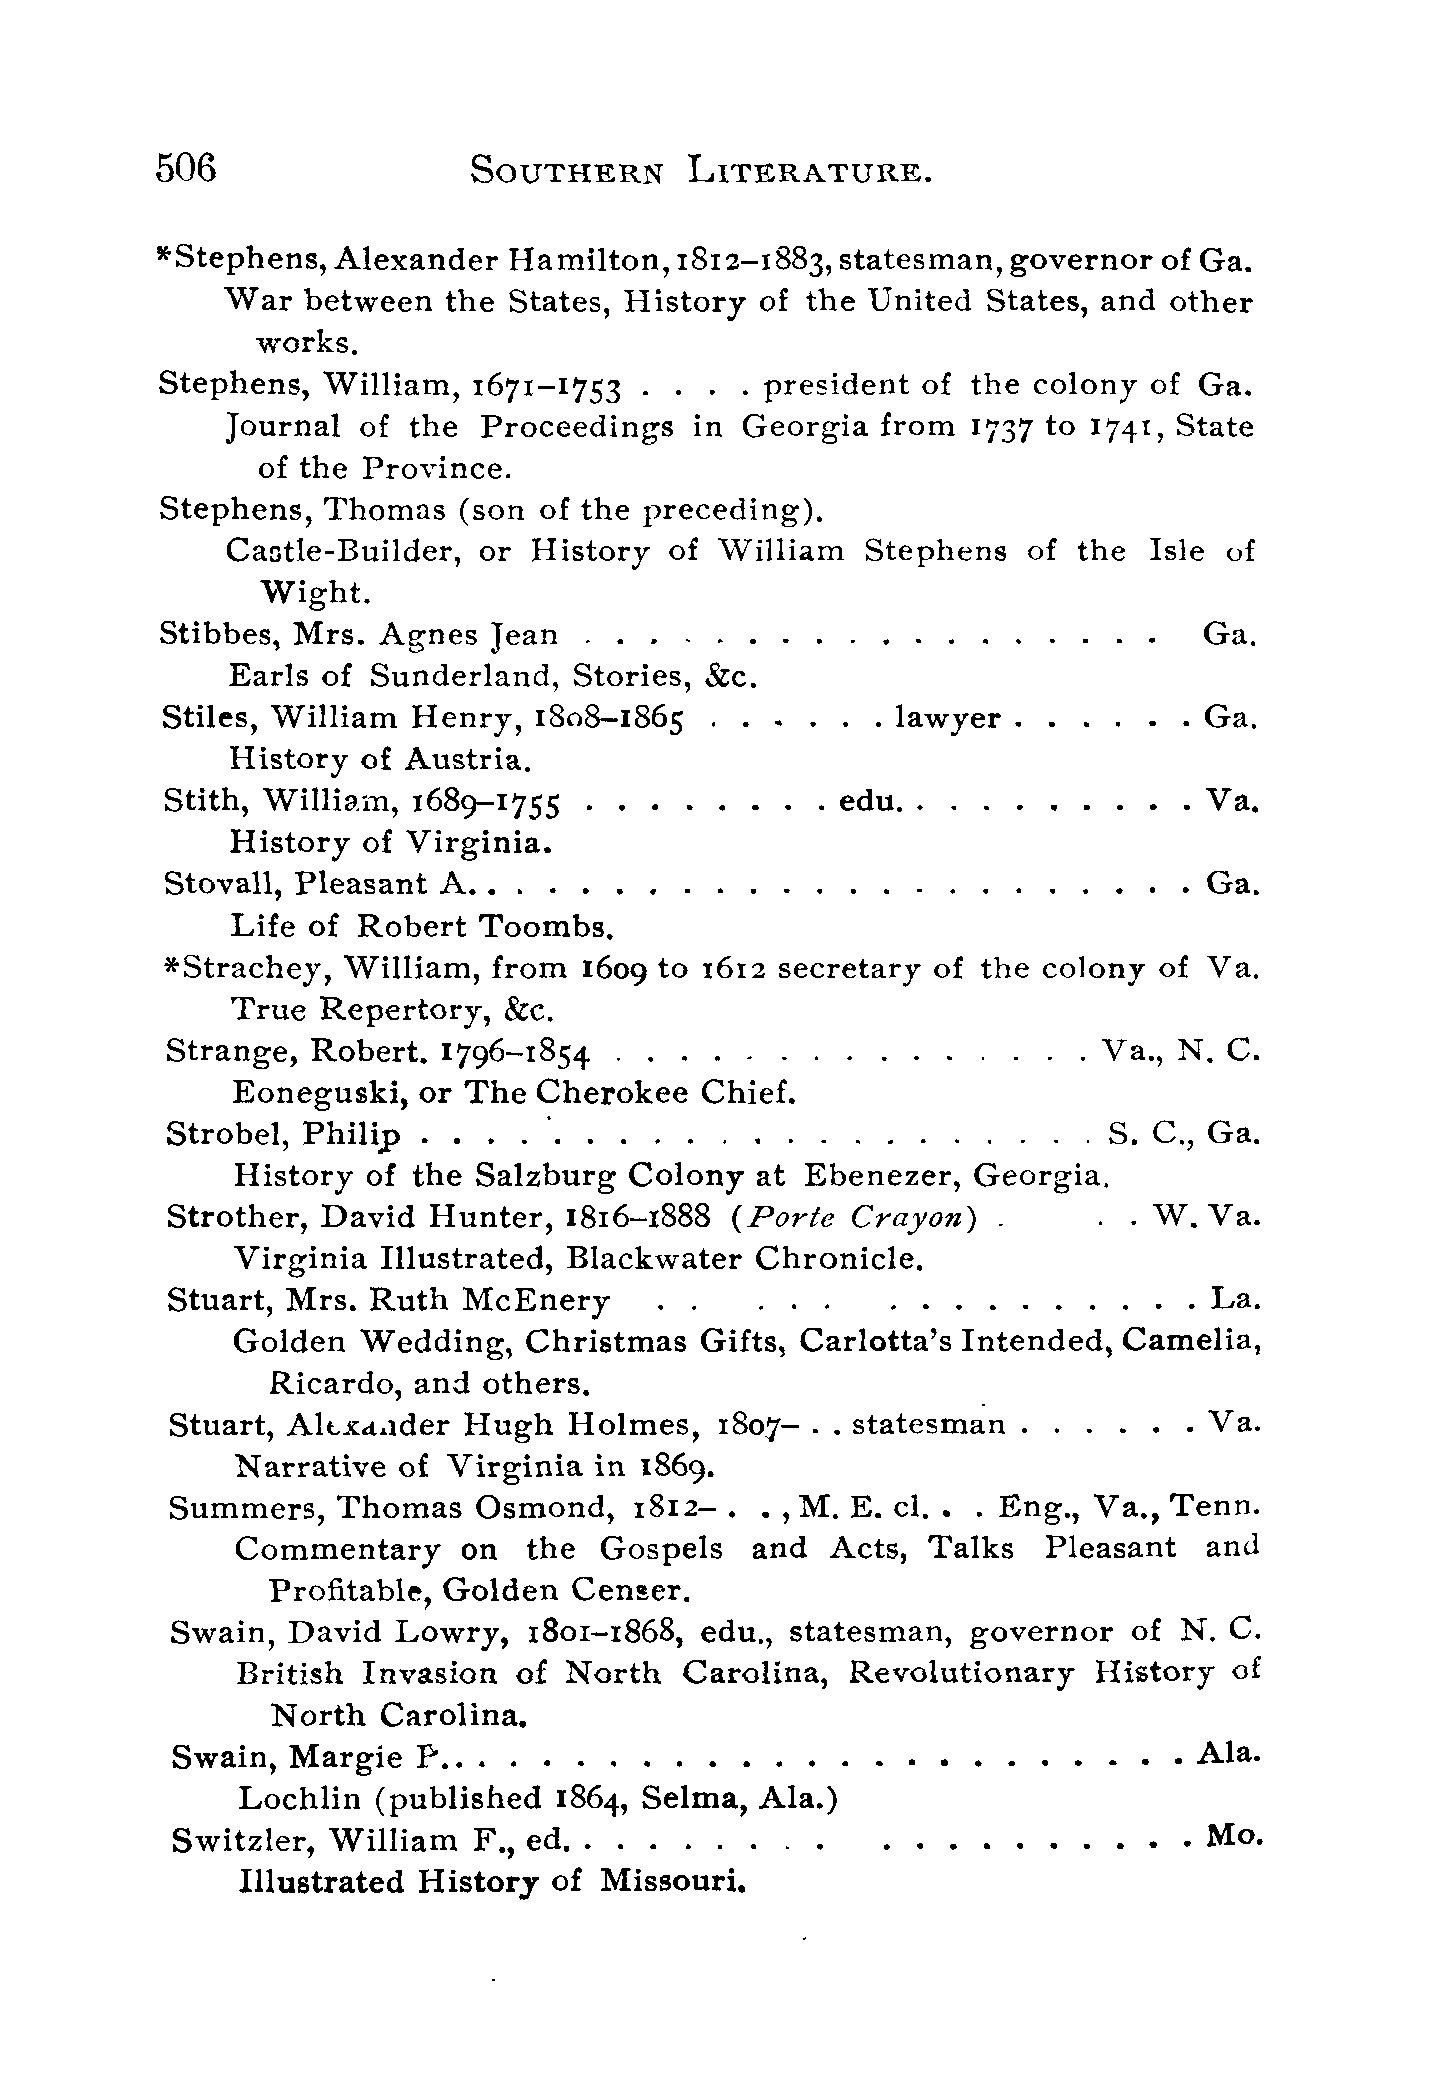 506 SOUTHERN LITERATURE.
*Stephens, Alexander Hamilton, 1812–1883, statesman, governor of Ga.
War between the States, History of the United States, and other
works.
Stephens, William, 1671–1753 . . . . president of the colony of Ga.
Journal of the Proceedings in Georgia from 1737 to 1741, State
of the Province.
Stephens, Thomas (son of the preceding).
Castle-Builder, or History of William Stephens of the Isle of
Wight.
Stibbes, Mrs. Agnes Jean . . . . . . . . . . . . . . . . . . Ga.
Earls of Sunderland, Stories, &c.
Stiles, William Henry, 1808–1865 . . . . . . lawyer . . . . . . Ga.
History of Austria.
Stith, William, 1689–1755 . . . . . . . . edu. . . . . . . . . . Va.
History of Virginia.
Stovall, Pleasant A. . . . . . . . . . . . . . . . . . . . . . . Ga.
Life of Robert Toombs.
*Strachey, William, from 1609 to 1612 secretary of the colony of Va.
True Repertory, &c.
Strange, Robert. 1796–1854 . . . . . . . . . . . . . . . Va., N. C.
Eoneguski, or The Cherokee Chief.
Strobel, Philip . . . . . . . . . . . . . . . . . . . . . S. C., Ga.
History of the Salzburg Colony at Ebenezer, Georgia.
Strother, David Hunter, 1816–1888 (Porte Crayon) . . . W. Va.
Virginia Illustrated, Blackwater Chronicle.
Stuart, Mrs. Ruth McEnery . . . . . . . . . . . . . . . La.
Golden Wedding, Christmas Gifts, Carlotta's Intended, Camelia,
Ricardo, and others.
Stuart, Alexander Hugh Holmes, 1807– . . statesman . . . . . . Va.
Narrative of Virginia in 1869.
Summers, Thomas Osmond, 1812– . . , M. E. cl. . . Eng., Va., Tenn.
Commentary on the Gospels and Acts, Talks Pleasant and
Profitable, Golden Censer.
Swain, David Lowry, 1801–1868, edu., statesman, governor of N. C.
British Invasion of North Carolina, Revolutionary History of
North Carolina.
Swain, Margie P. . . . . . . . . . . . . . . . . . . . . . . . Ala.
Lochlin (published 1864, Selma, Ala.)
Switzler, William F., ed. . . . . . . . . . . . . . . . . . . Mo.
Illustrated History of Missouri.